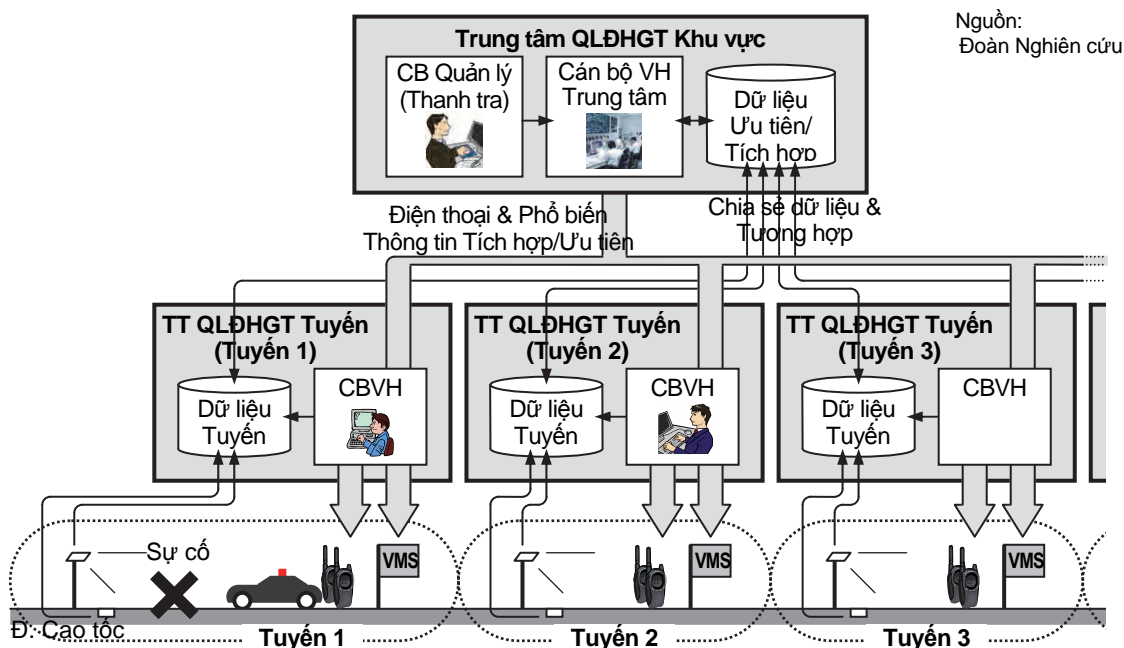 Nguồn:
Đoàn Nghiên cứu
Trung tâm QLĐHGT Khu vực
CB Quản lý
(Thanh tra)
Cán bộ VH
Trung tâm
Dữ liệu
Ưu tiên/
Tích hợp
Điện thoại & Phổ biến
Thông tin Tích hợp/Ưu tiên
Chia sẻ dữ liệu &
Tương hợp
TT QLĐHGT Tuyến
(Tuyến 1)
CBVH
Dữ liệu
Tuyến
TT QLĐHGT Tuyến
(Tuyến 2)
CBVH
Dữ liệu
Tuyến
TT QLĐHGT Tuyến
(Tuyến 3)
CBVH
Dữ liệu
Tuyến
Sự cố
VMS
VMS
VMS
Đ. Cao tốc
Tuyến 1
Tuyến 2
Tuyến 3